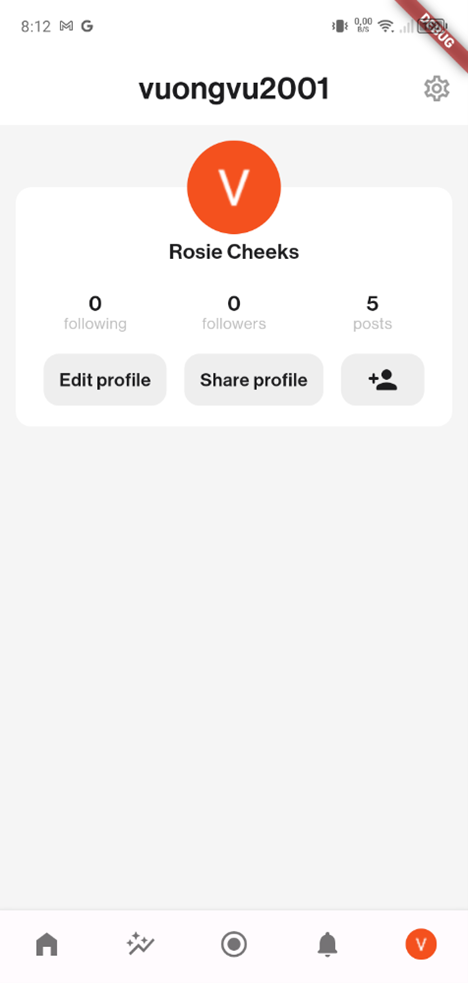 8:12 M G 0,00 B/S
DEBUG
vuongvu2001
V
Rosie Cheeks
0 0 5
following followers posts
Edit profile Share profile
V